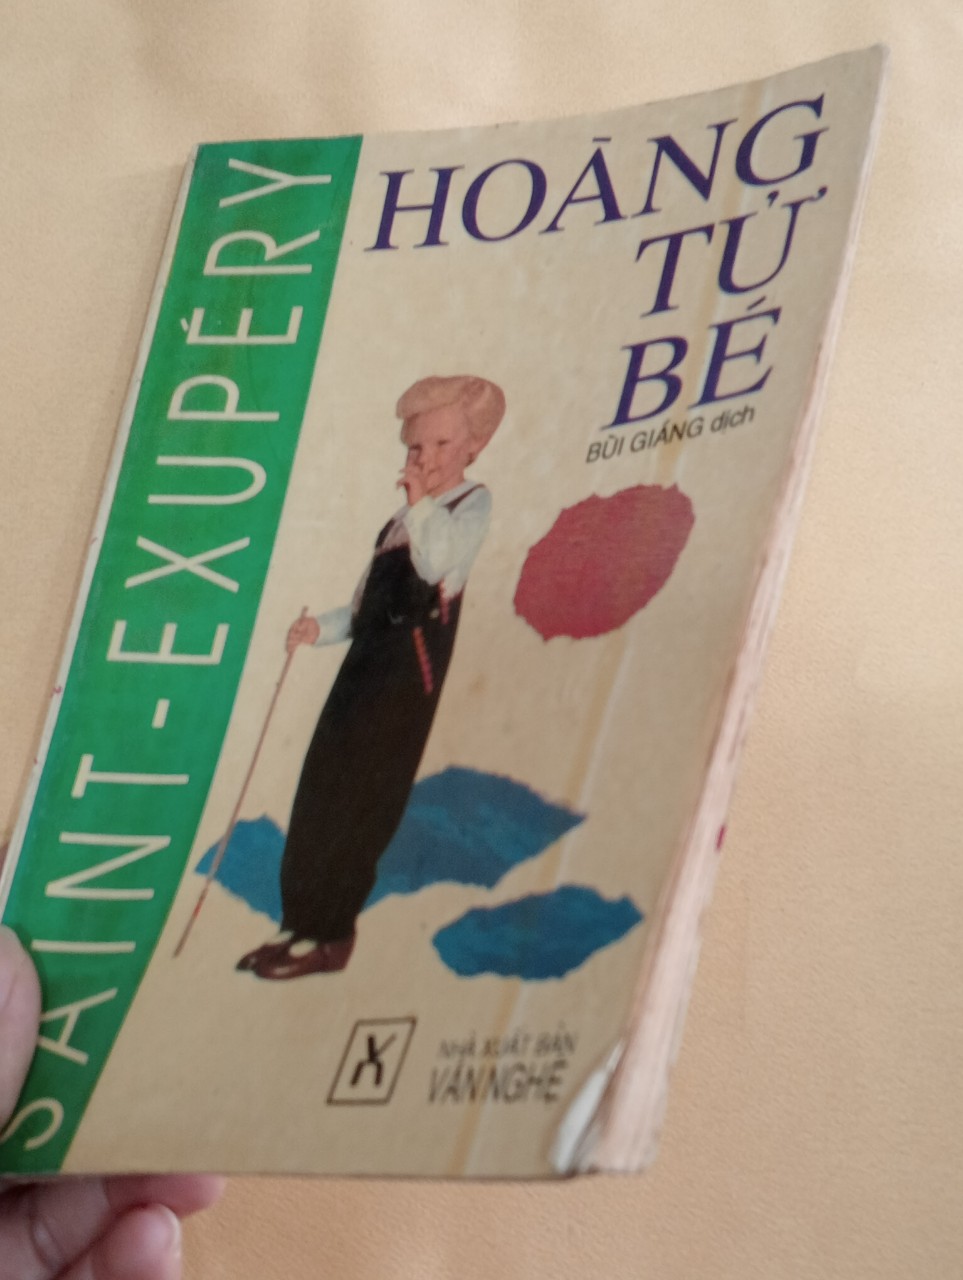 SAINT-EXUPÉRY
HOÀNG
TỬ
BÉ
BÙI GIÁNG dịch
NHÀ XUẤT BẢN
VĂN NGHỆ